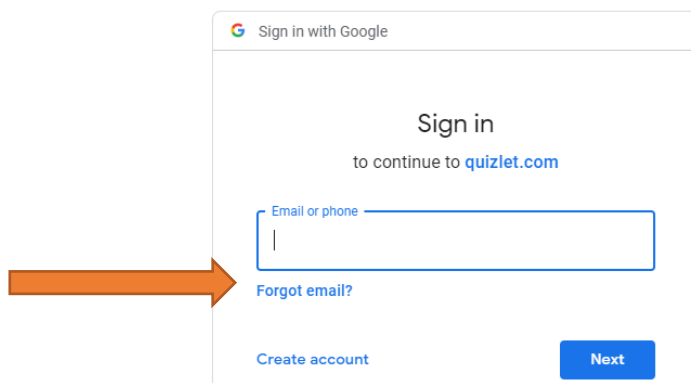 Sign in with Google
Sign in
to continue to quizlet.com
Email or phone
Forgot email?
Create account
Next